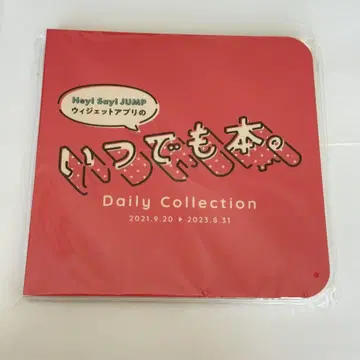 Hey! Say! JUMP
ウィジェットアプリの
いつでも本。
Daily Collection
2021.9.20 ▶ 2023.8.31